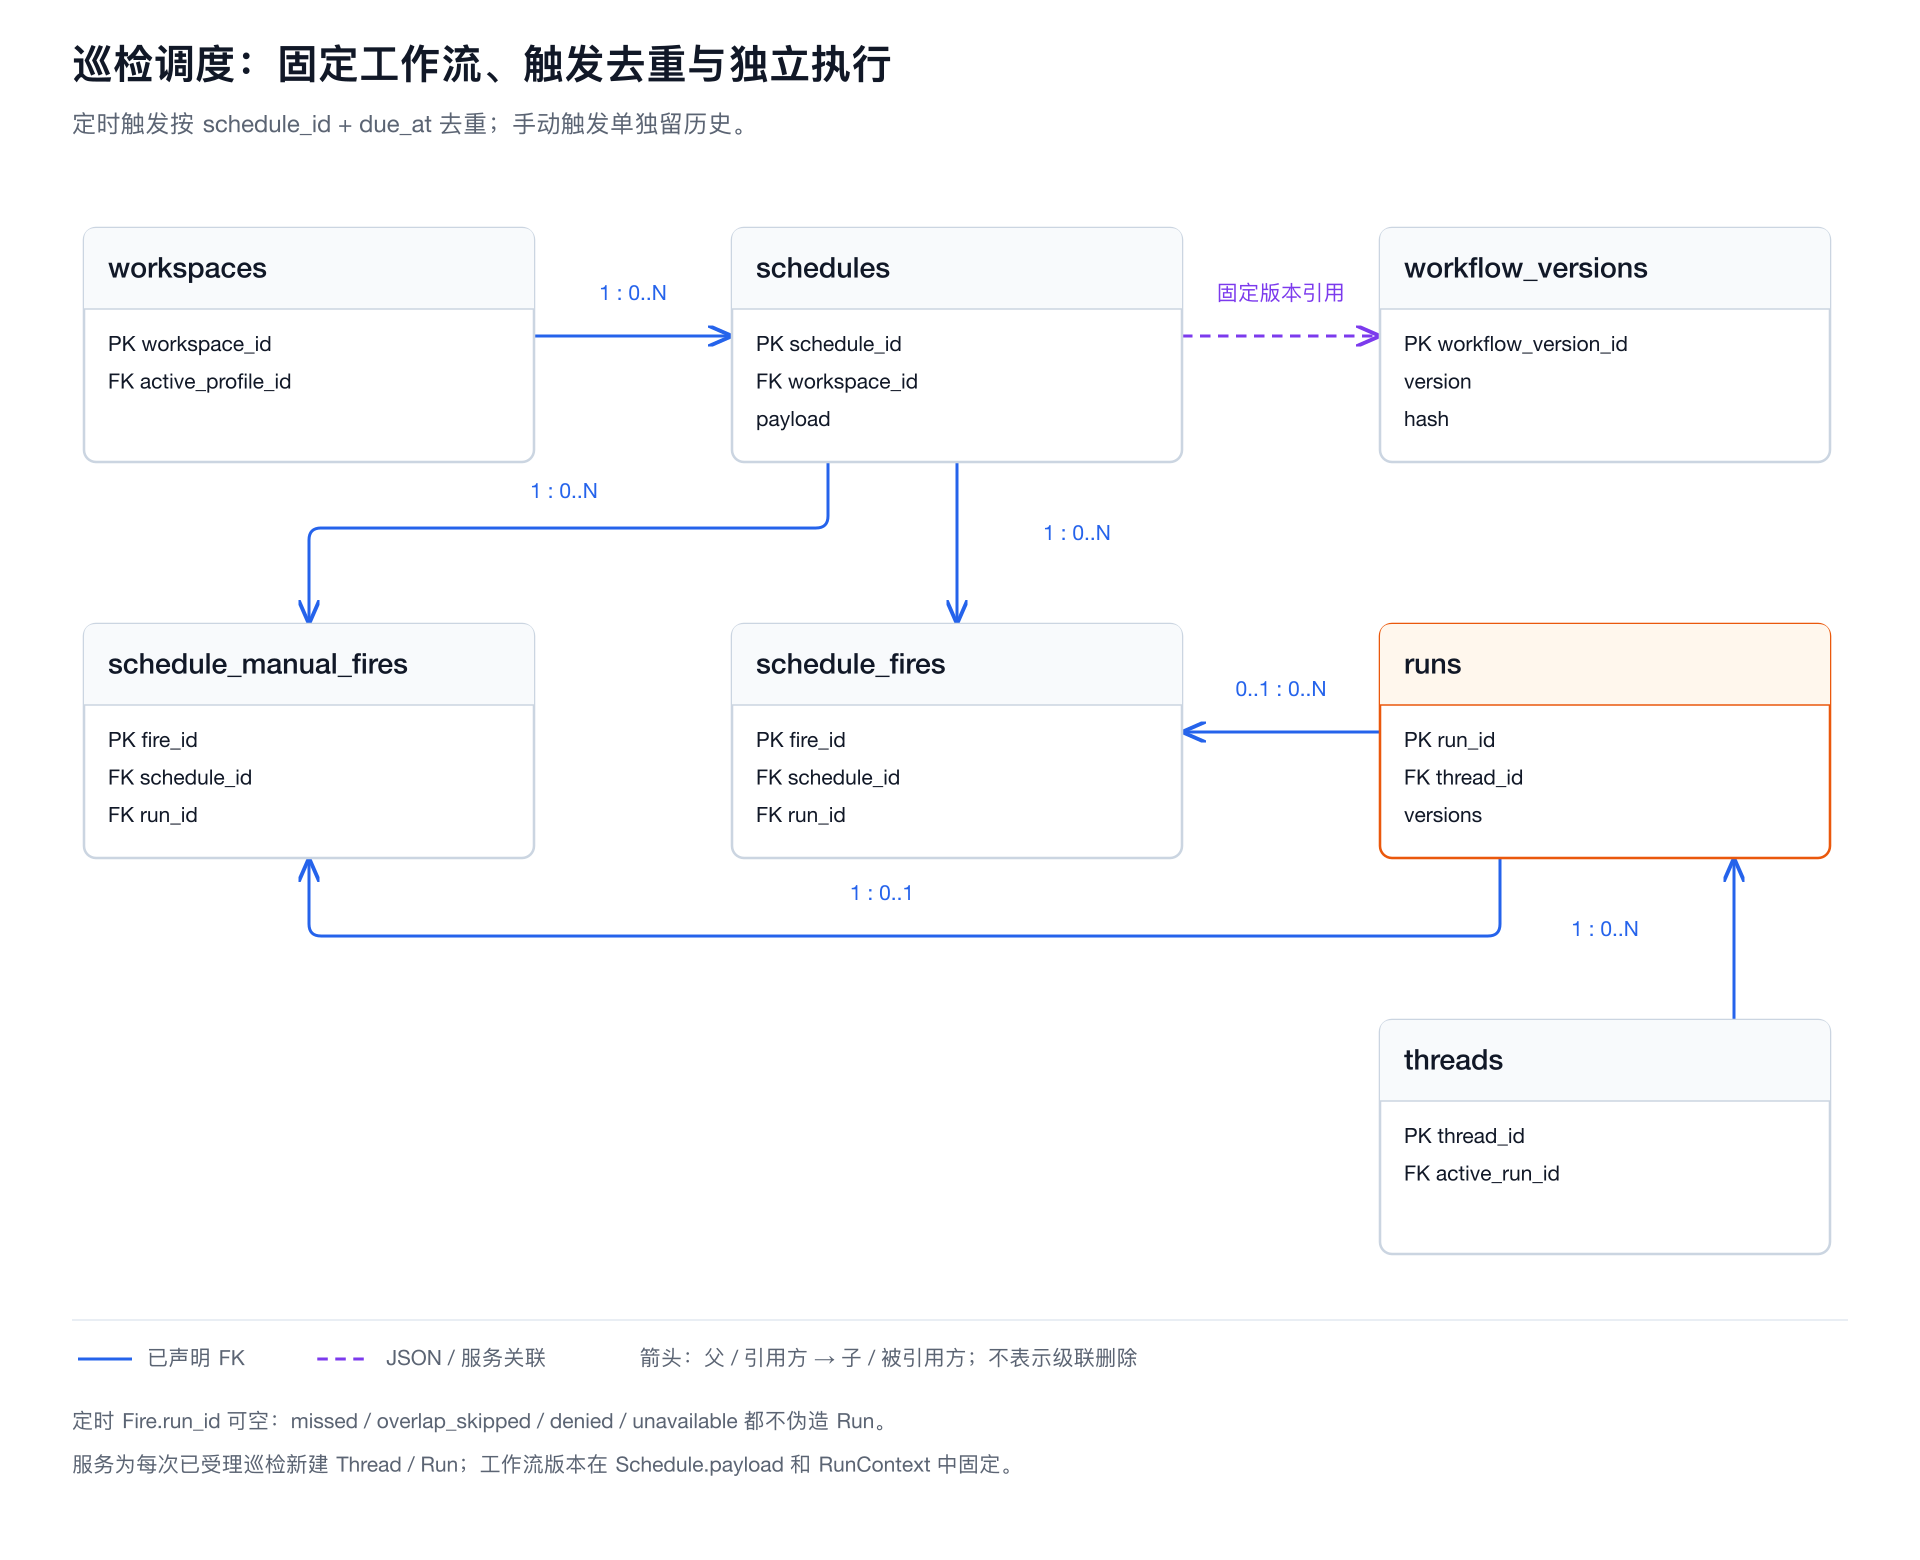 巡检调度：固定工作流、触发去重与独立执行
定时触发按 schedule_id + due_at 去重；手动触发单独留历史。
workspaces
PK workspace_id
FK active_profile_id
1 : 0..N
schedules
PK schedule_id
FK workspace_id
payload
固定版本引用
workflow_versions
PK workflow_version_id
version
hash
1 : 0..N
1 : 0..N
schedule_manual_fires
PK fire_id
FK schedule_id
FK run_id
schedule_fires
PK fire_id
FK schedule_id
FK run_id
0..1 : 0..N
runs
PK run_id
FK thread_id
versions
1 : 0..1
1 : 0..N
threads
PK thread_id
FK active_run_id
已声明 FK
JSON / 服务关联
箭头：父 / 引用方 → 子 / 被引用方；不表示级联删除
定时 Fire.run_id 可空：missed / overlap_skipped / denied / unavailable 都不伪造 Run。
服务为每次已受理巡检新建 Thread / Run；工作流版本在 Schedule.payload 和 RunContext 中固定。